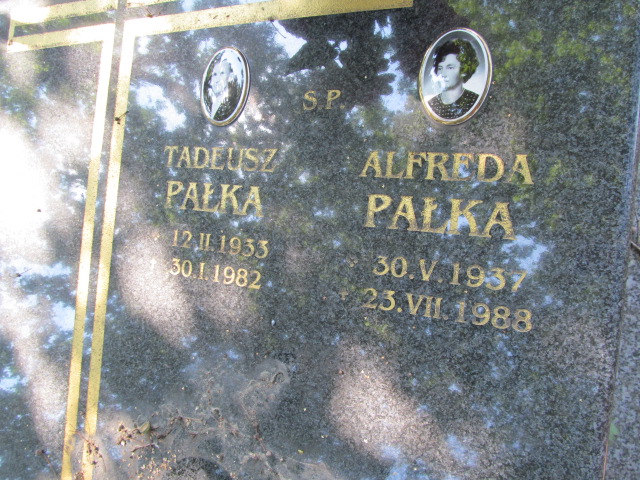 S.P.
TADEUSZ
PAŁKA
* 12.II.1933
† 30.I.1982
ALFREDA
PAŁKA
* 30.V.1937
† 23.VII.1988